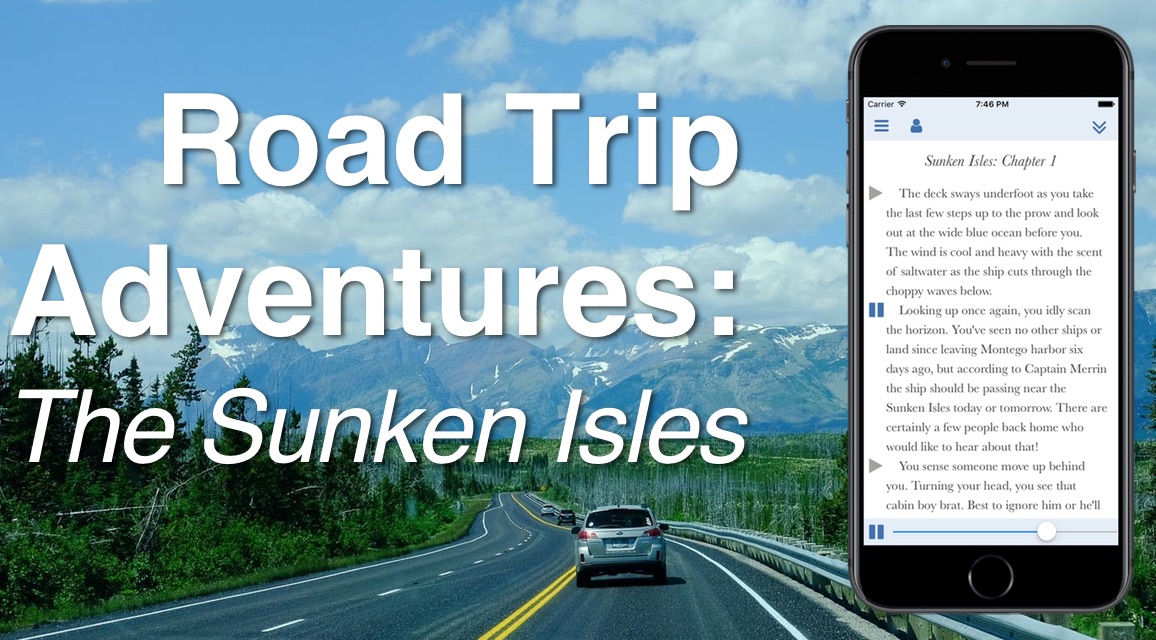 Road Trip
Adventures:
The Sunken Isles
Carrier
7:46 PM
Sunken Isles: Chapter 1
The deck sways underfoot as you take
the last few steps up to the prow and look
out at the wide blue ocean before you.
The wind is cool and heavy with the scent
of saltwater as the ship cuts through the
choppy waves below.
Looking up once again, you idly scan
the horizon. You've seen no other ships or
land since leaving Montego harbor six
days ago, but according to Captain Merrin
the ship should be passing near the
Sunken Isles today or tomorrow. There are
certainly a few people back home who
would like to hear about that!
You sense someone move up behind
you. Turning your head, you see that
cabin boy brat. Best to ignore him or he'll